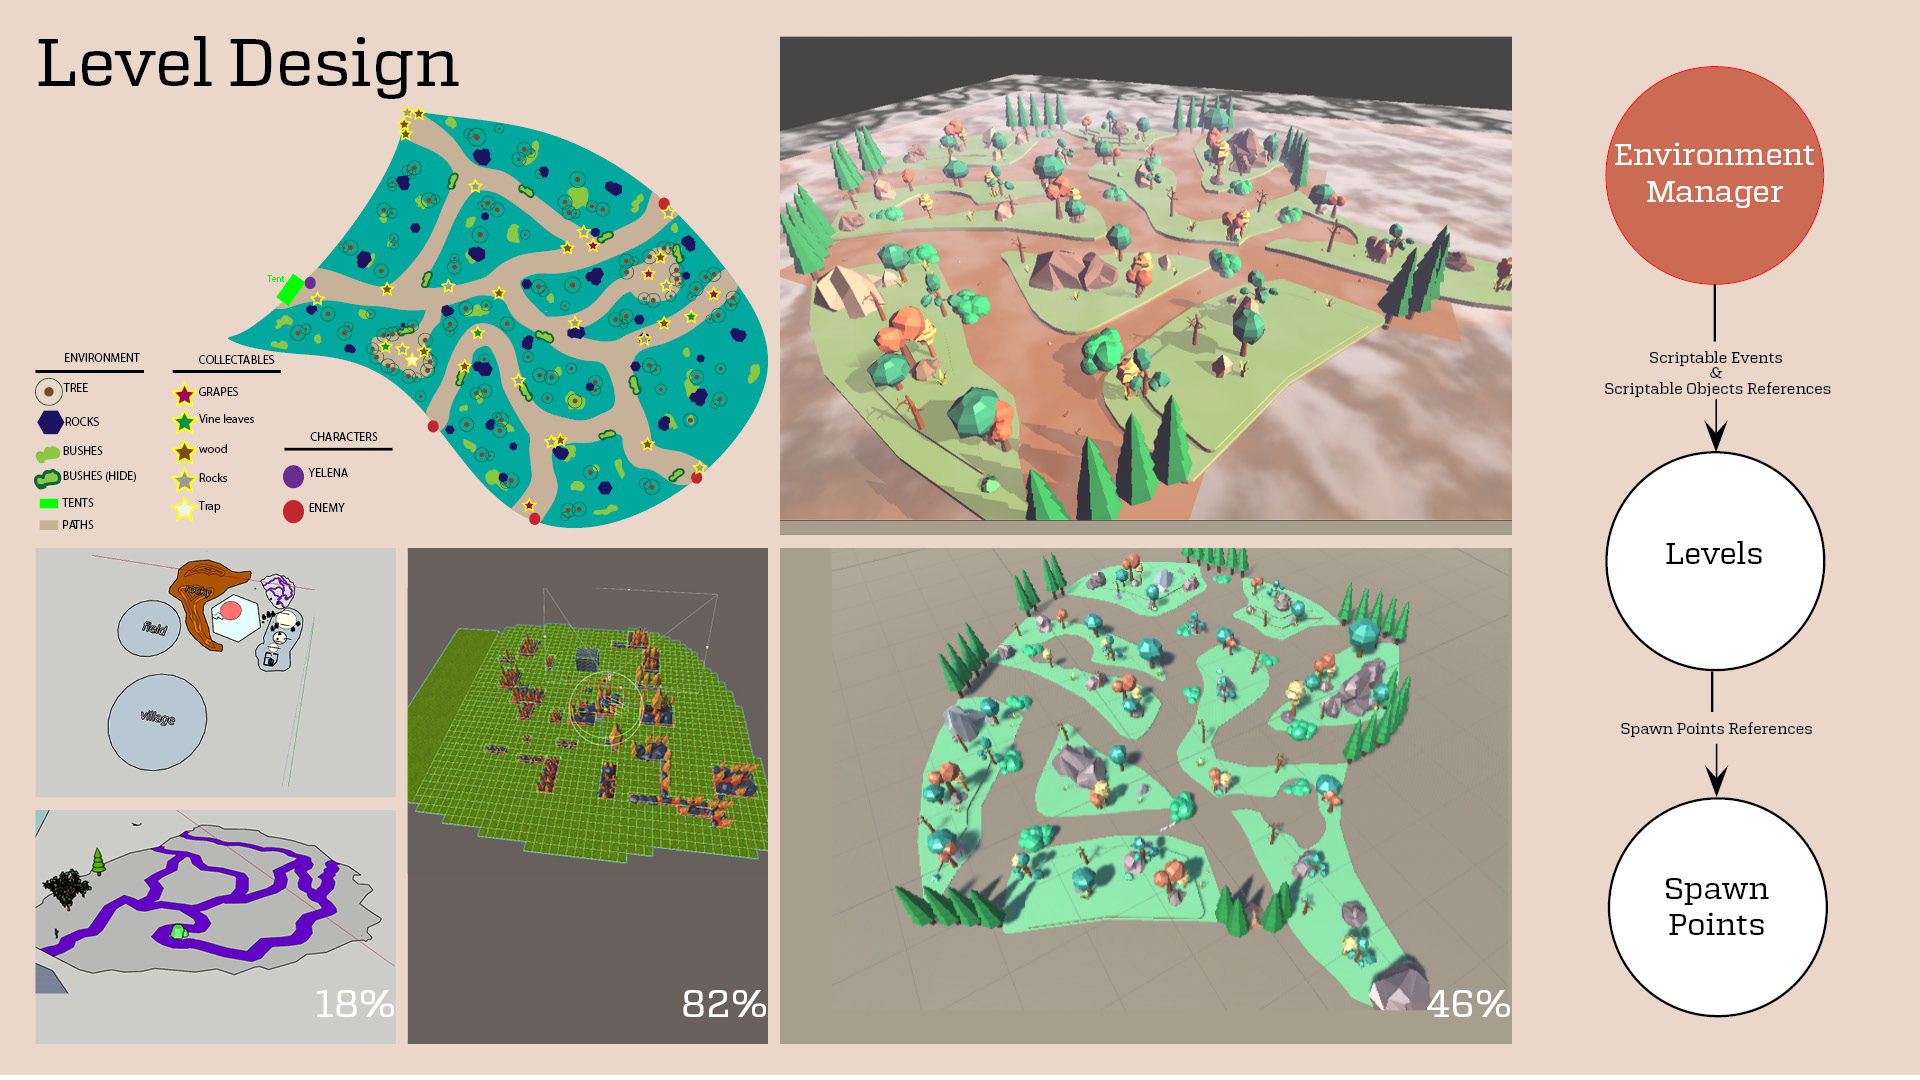 Level Design
Tent
ENVIRONMENT
TREE
ROCKS
BUSHES
BUSHES (HIDE)
TENTS
PATHS
COLLECTABLES
GRAPES
Vine leaves
wood
Rocks
Trap
CHARACTERS
YELENA
ENEMY
rocky
field
village
18%
82%
46%
Environment
Manager
Scriptable Events
&
Scriptable Objects References
Levels
Spawn Points References
Spawn
Points